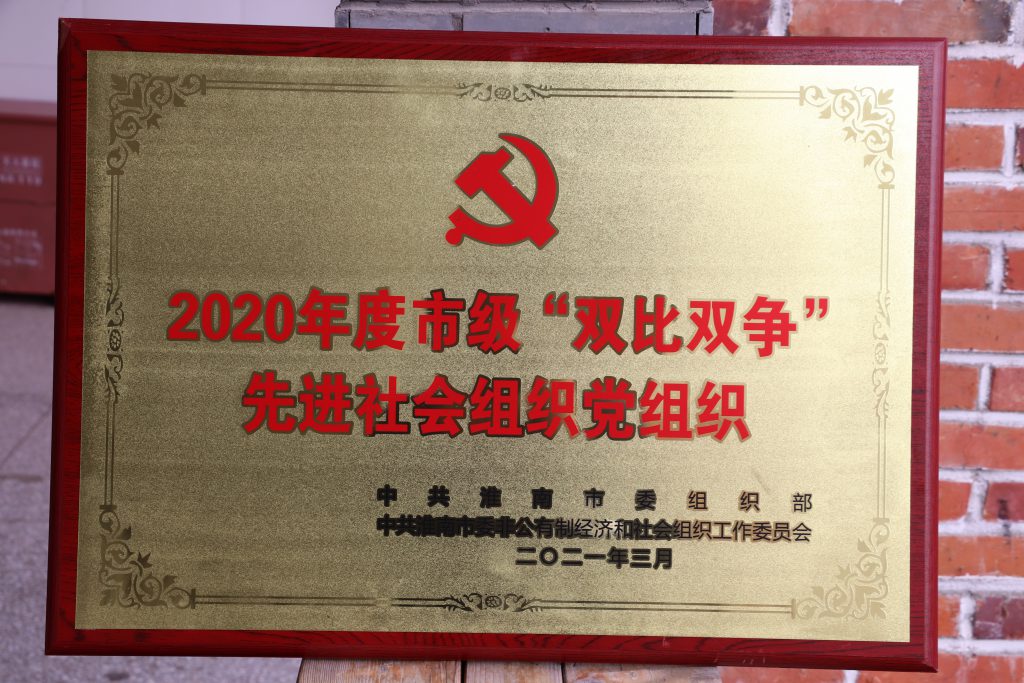 2020年度市级“双比双争”
先进社会组织党组织
中共淮南市委组织部
中共淮南市委非公有制经济和社会组织工作委员会
二〇二一年三月